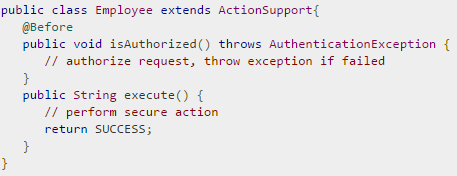 public class Employee extends ActionSupport{
   @Before
   public void isAuthorized() throws AuthenticationException {
      // authorize request, throw exception if failed
   }
   public String execute() {
      // perform secure action
      return SUCCESS;
   }
}